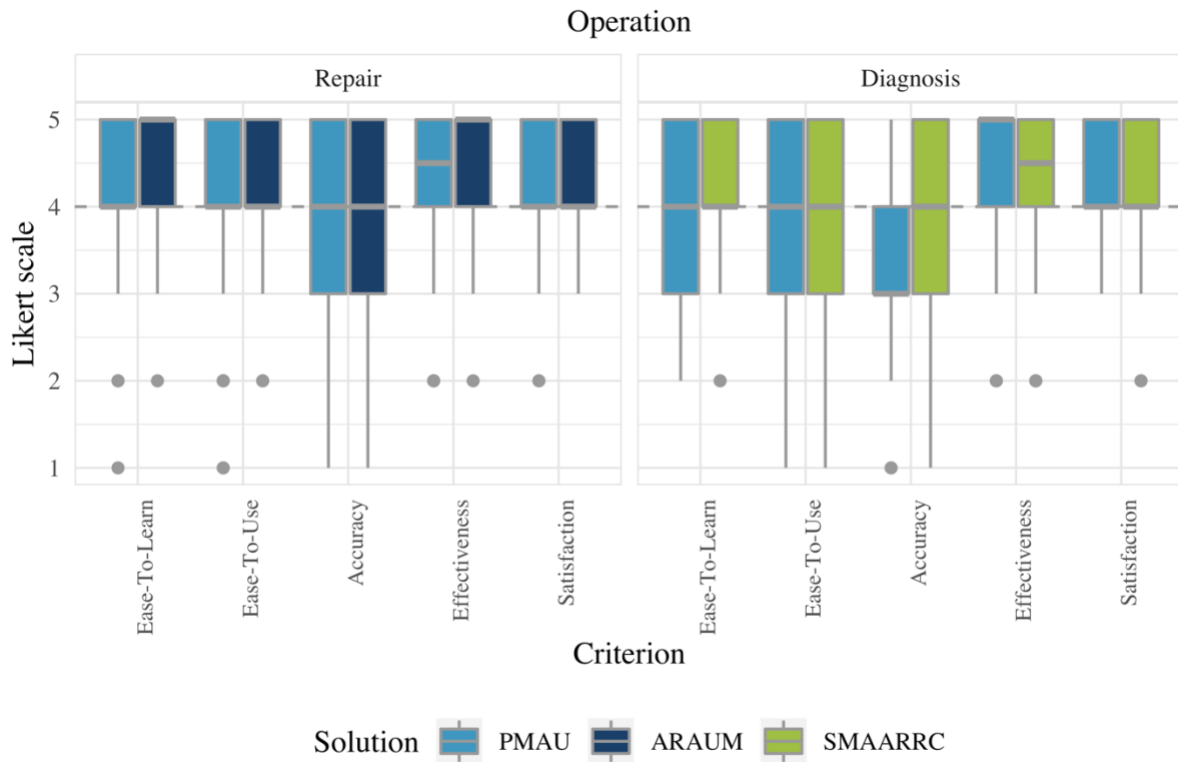 Operation
Repair
Diagnosis
Likert scale
5
4
3
2
1
Ease-To-Learn
Ease-To-Use
Accuracy
Effectiveness
Satisfaction
Ease-To-Learn
Ease-To-Use
Accuracy
Effectiveness
Satisfaction
Criterion
Solution PMAU ARAUM SMAARRC